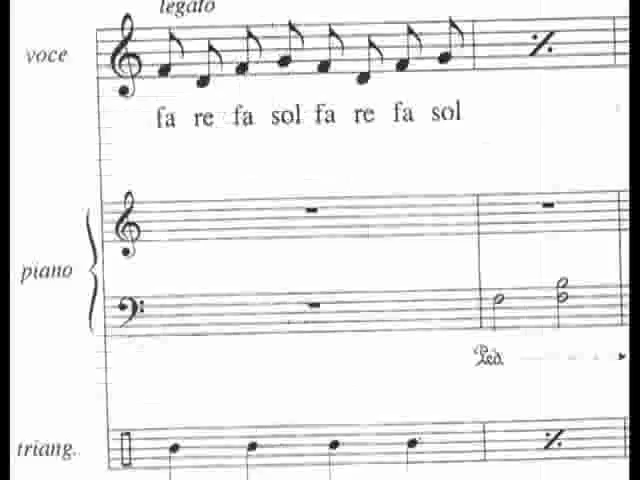 legato
voce
fa re fa sol fa re fa sol
piano
Ped.
triang.